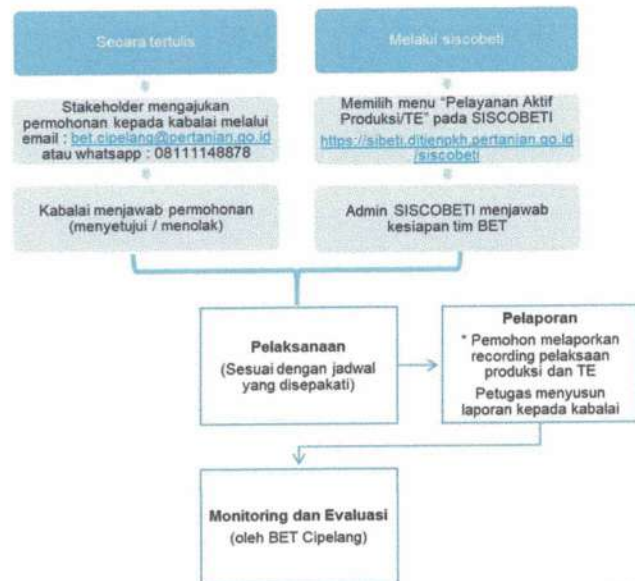 Secara tertulis
Stakeholder mengajukan
permohonan kepada kabalai melalui
email : bet.cipelang@pertanian.go.id
atau whatsapp : 08111148878
Kabalai menjawab permohonan
(menyetujui / menolak)
Melalui siscobeti
Memilih menu “Pelayanan Aktif
Produksi/TE” pada SISCOBETI
https://sibeti.ditjenpkh.pertanian.go.id
/siscobeti
Admin SISCOBETI menjawab
kesiapan tim BET
Pelaksanaan
(Sesuai dengan jadwal
yang disepakati)
Pelaporan
* Pemohon melaporkan
recording pelaksaan
produksi dan TE
Petugas menyusun
laporan kepada kabalai
Monitoring dan Evaluasi
(oleh BET Cipelang)